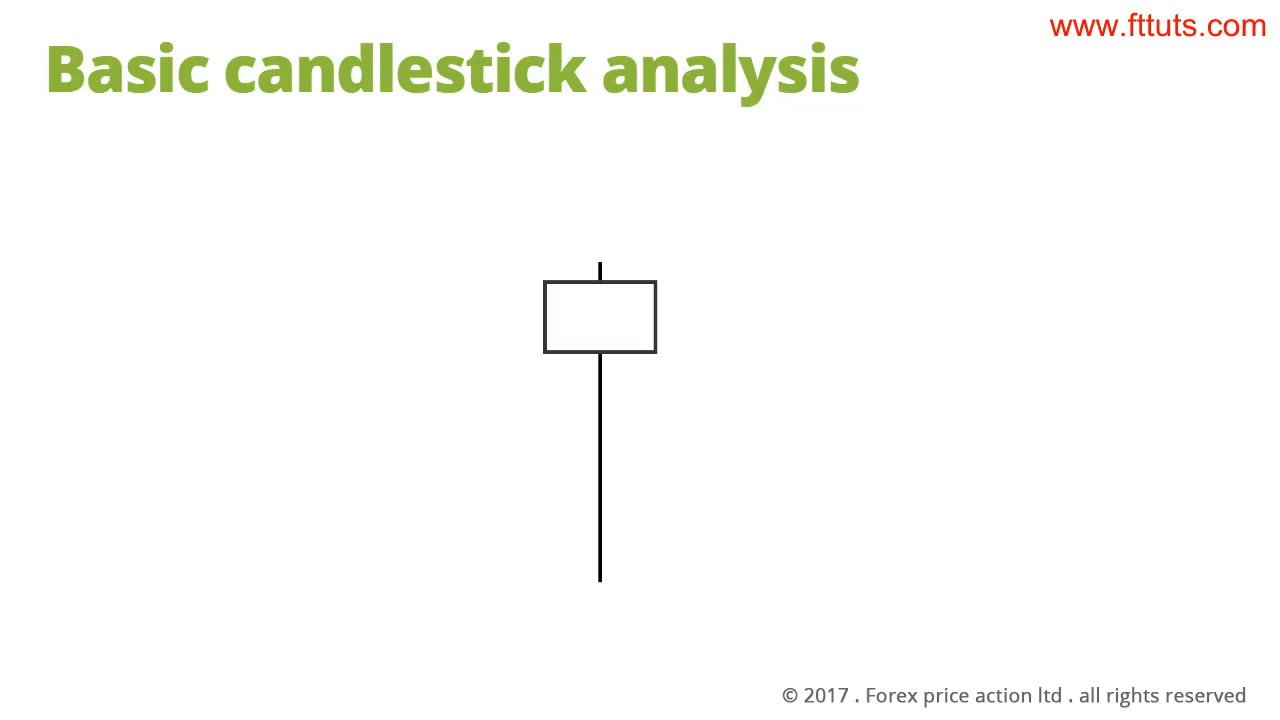 www.fttuts.com
Basic candlestick analysis
© 2017 . Forex price action ltd . all rights reserved